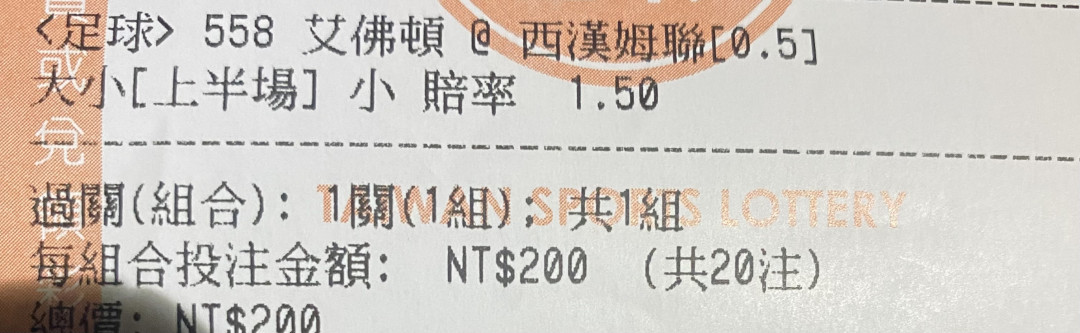 <足球> 558 艾佛頓 @ 西漢姆聯[0.5]
大小[上半場] 小 賠率 1.50
過關(組合): 1關(1組); 共1組
TAIWAN SPORTS LOTTERY
每組合投注金額: NT$200 (共20注)
總價: NT$200